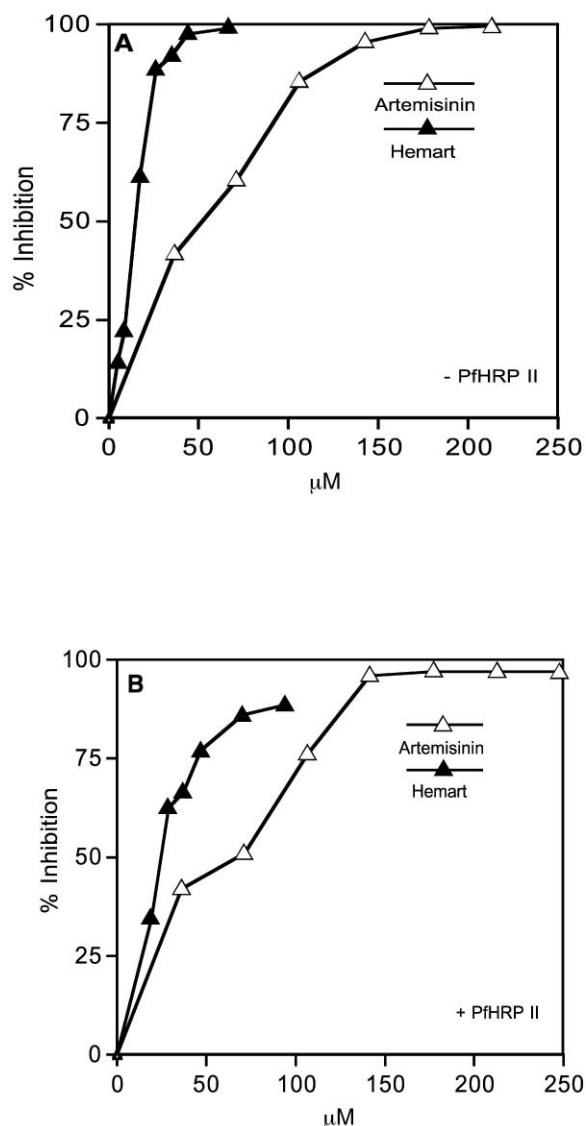 A
100
75
50
25
0
% Inhibition
Artemisinin
Hemart
- PfHRP II
0 50 100 150 200 250
μM
B
100
75
50
25
0
% Inhibition
Artemisinin
Hemart
+ PfHRP II
0 50 100 150 200 250
μM